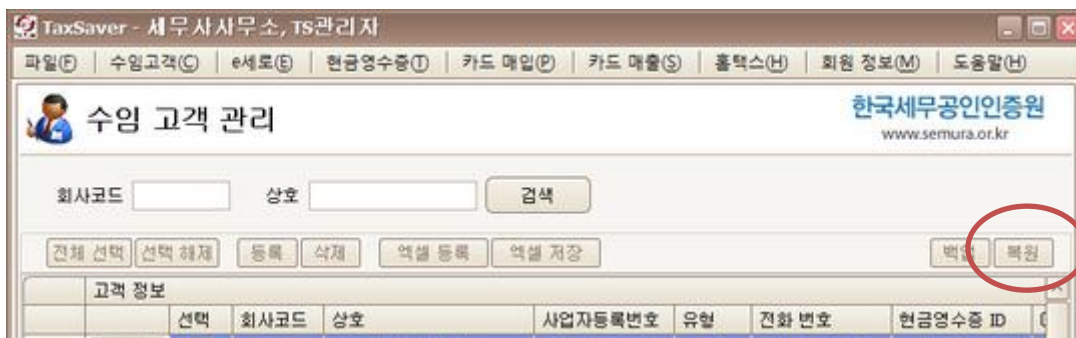 TaxSaver - 세무사사무소, TS관리자
파일(F) 수임고객(C) e세로(E) 현금영수증(T) 카드 매입(P) 카드 매출(S) 홈택스(H) 회원 정보(M) 도움말(H)
수임 고객 관리
한국세무공인인증원
www.semura.or.kr
회사코드 상호 검색
전체 선택 선택 해제 등록 삭제 엑셀 등록 엑셀 저장 백업 복원
고객 정보
선택 회사코드 상호 사업자등록번호 유형 전화 번호 현금영수증 ID